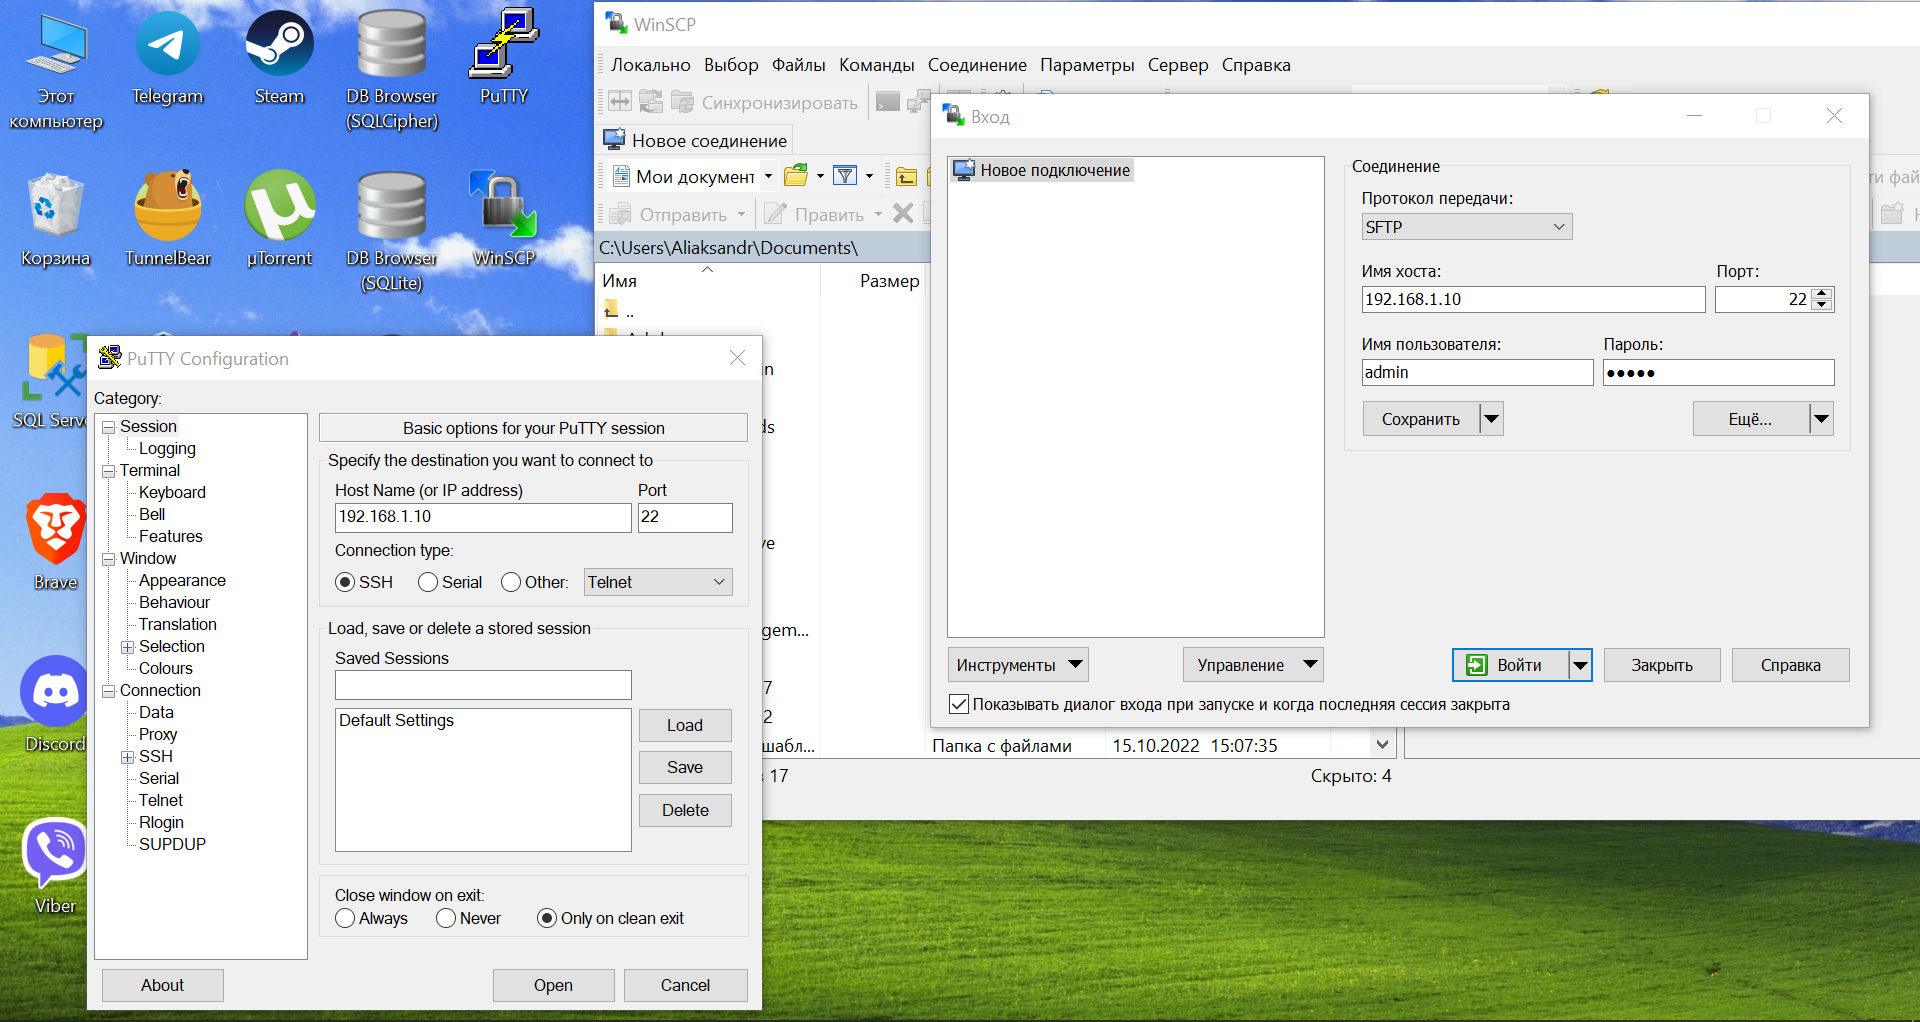 Этот
компьютер
Telegram
Steam
DB Browser
(SQLCipher)
PuTTY
Корзина
TunnelBear
µTorrent
DB Browser
(SQLite)
WinSCP
SQL Serve
Brave
Discord
Viber
WinSCP
Локально Выбор Файлы Команды Соединение Параметры Сервер Справка
Синхронизировать
Новое соединение
Мои документ
Отправить Править
C:\Users\Aliaksandr\Documents\
Имя Размер
..
шабл... Папка с файлами 15.10.2022 15:07:35
17 Скрыто: 4
Вход
Новое подключение
Соединение
Протокол передачи:
SFTP
Имя хоста: Порт:
192.168.1.10 22
Имя пользователя: Пароль:
admin ●●●●●
Сохранить Ещё...
Инструменты Управление Войти Закрыть Справка
Показывать диалог входа при запуске и когда последняя сессия закрыта
PuTTY Configuration
Category:
Session
Logging
Terminal
Keyboard
Bell
Features
Window
Appearance
Behaviour
Translation
Selection
Colours
Connection
Data
Proxy
SSH
Serial
Telnet
Rlogin
SUPDUP
Basic options for your PuTTY session
Specify the destination you want to connect to
Host Name (or IP address) Port
192.168.1.10 22
Connection type:
SSH Serial Other: Telnet
Load, save or delete a stored session
Saved Sessions
Default Settings
Load
Save
Delete
Close window on exit:
Always Never Only on clean exit
About Open Cancel